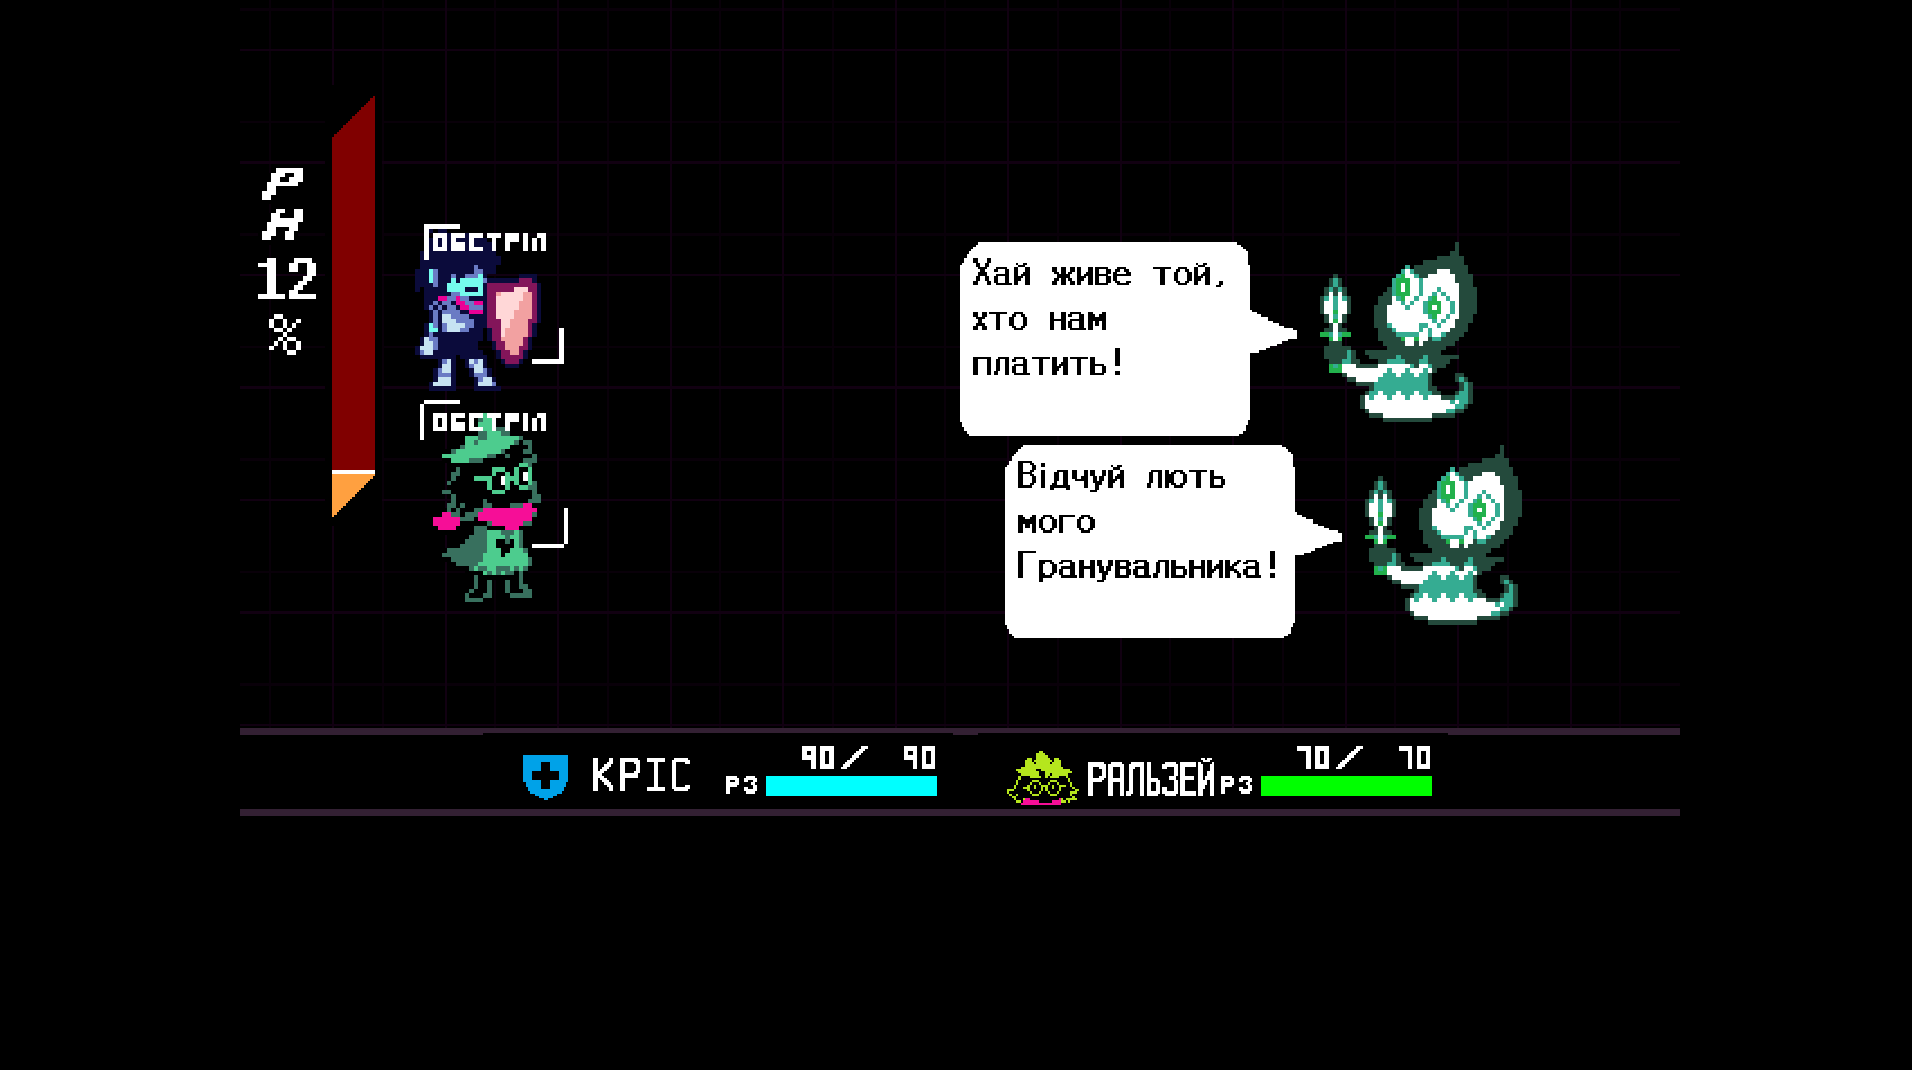 РН
12
%
ОБСТРІЛ
Хай живе той,
хто нам
платить!
ОБСТРІЛ
Відчуй лють
мого
Гранувальника!
КРІС
РЗ
90/ 90
РАЛЬЗЕЙ
РЗ
70/ 70